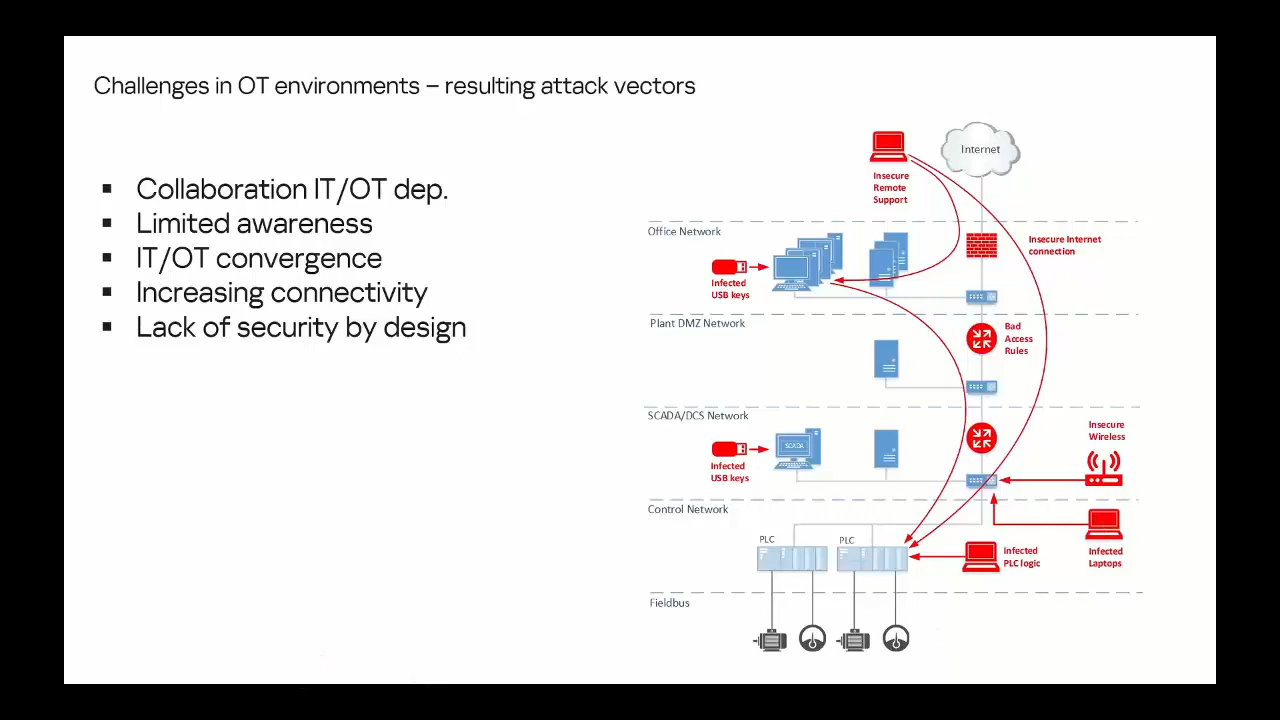 Challenges in OT environments – resulting attack vectors
▪ Collaboration IT/OT dep.
▪ Limited awareness
▪ IT/OT convergence
▪ Increasing connectivity
▪ Lack of security by design
Internet
Insecure
Remote
Support
Office Network
Insecure Internet
connection
Infected
USB keys
Plant DMZ Network
Bad
Access
Rules
SCADA/DCS Network
Insecure
Wireless
SCADA
Infected
USB keys
Control Network
PLC
PLC
Infected
PLC logic
Infected
Laptops
Fieldbus